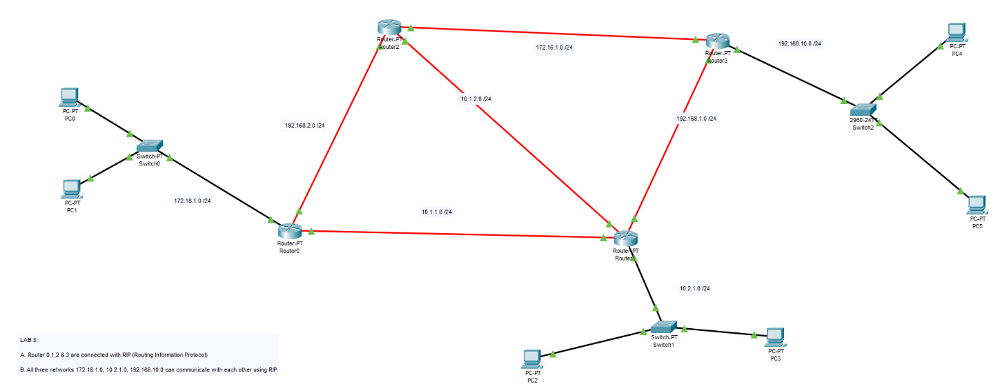 Router-PT
Router2
172.16.1.0 /24
Router-PT
Router3
192.168.10.0 /24
PC-PT
PC4
PC-PT
PC0
10.1.2.0 /24
192.168.2.0 /24
192.168.1.0 /24
2960-24TT
Switch2
Switch-PT
Switch0
PC-PT
PC1
172.18.1.0 /24
10.1.1.0 /24
PC-PT
PC5
Router-PT
Router0
Router-PT
Router1
10.2.1.0 /24
Switch-PT
Switch1
PC-PT
PC3
PC-PT
PC2
LAB 3:
A. Router 0,1,2 & 3 are connected with RIP (Routing Information Protocol)
B. All three networks 172.18.1.0, 10.2.1.0, 192.168.10.0 can communicate with each other using RIP